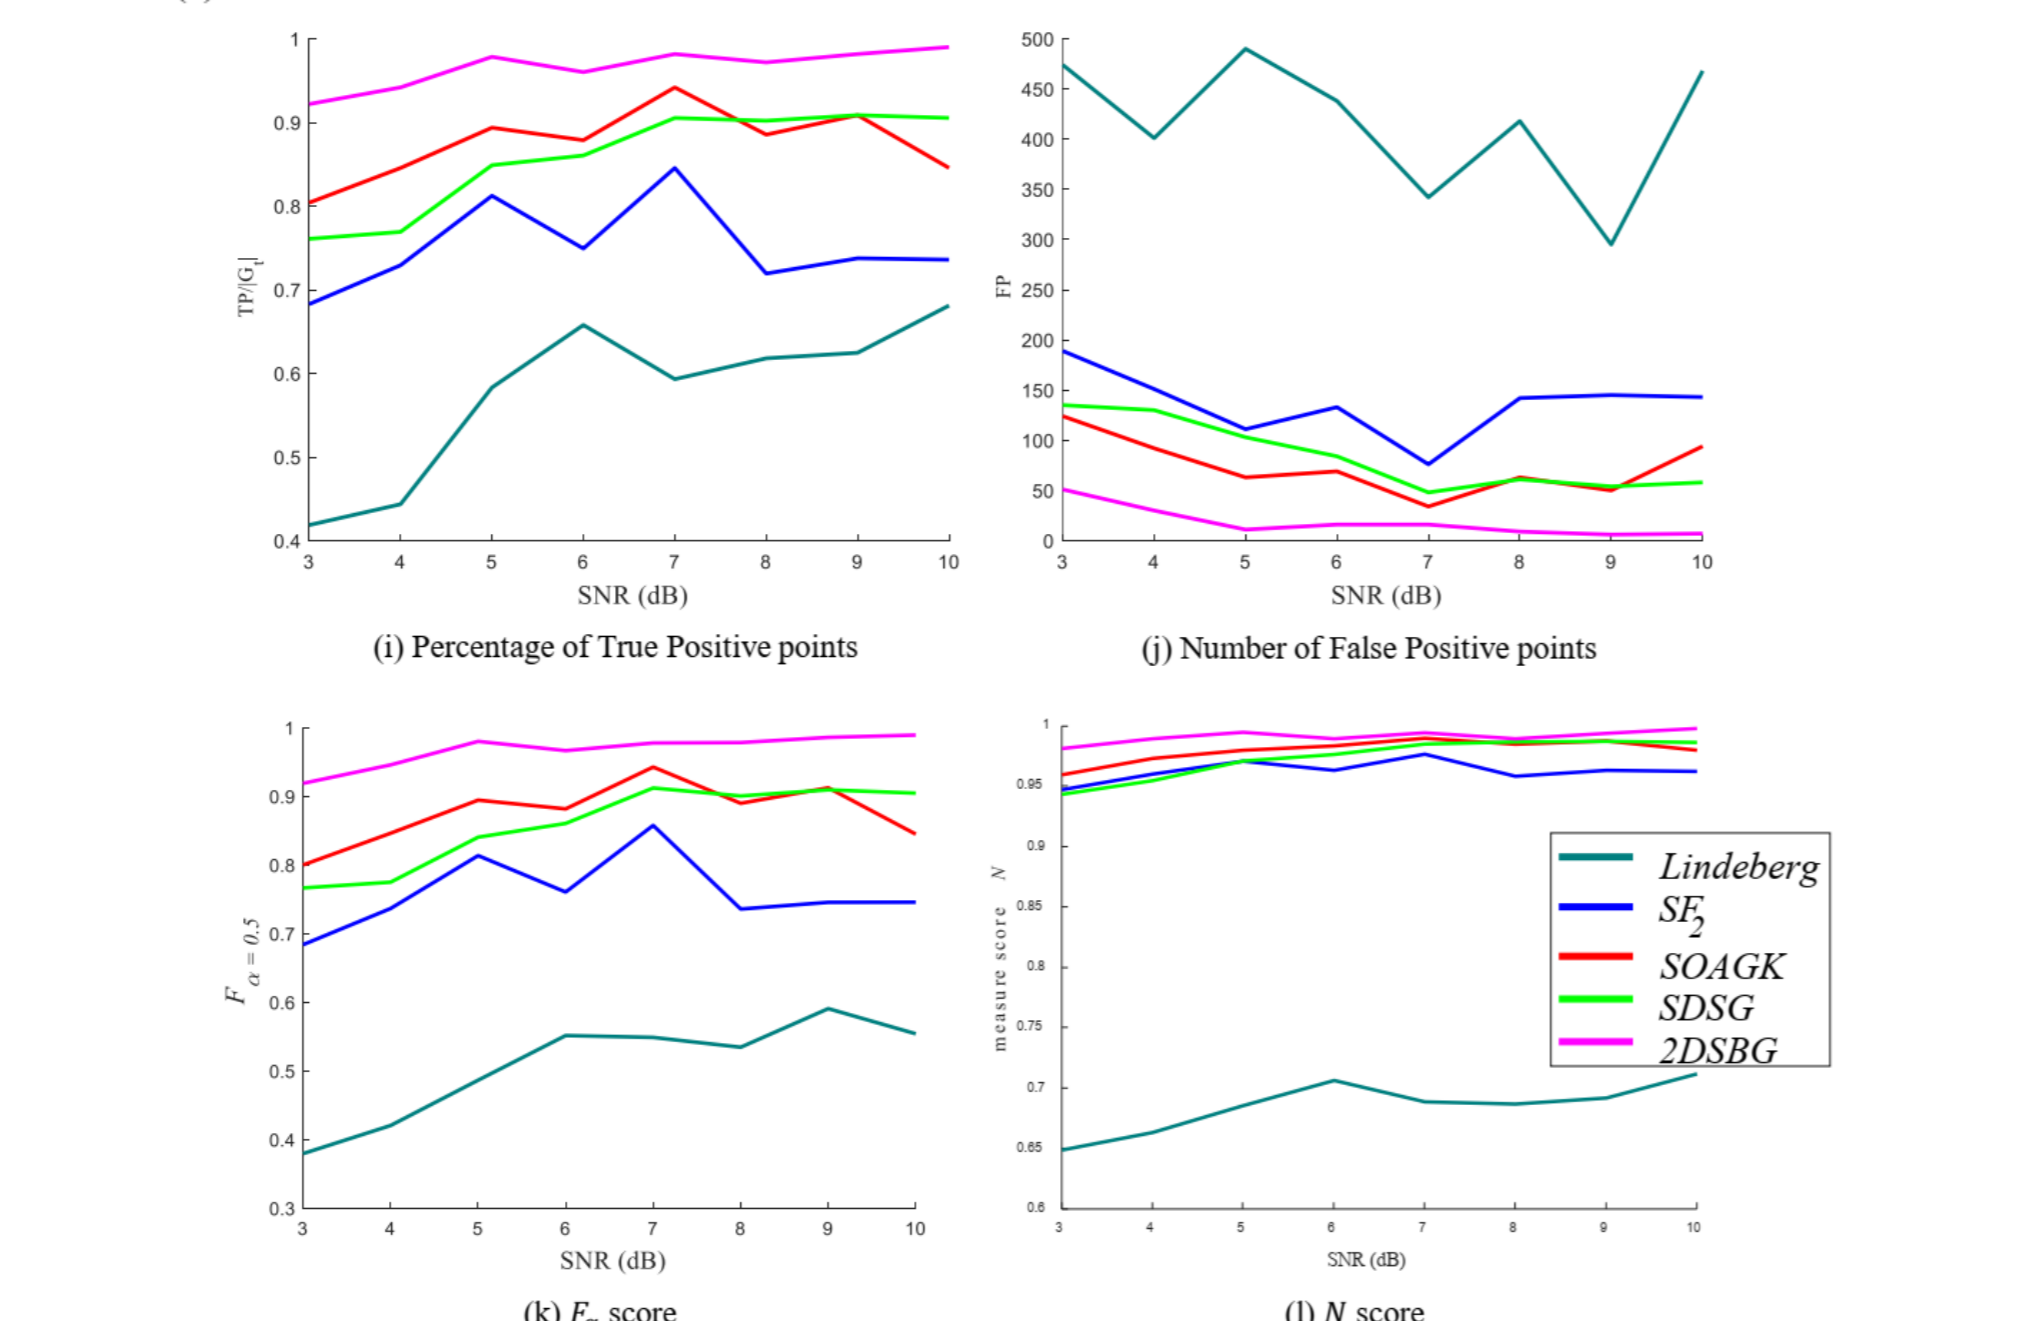 1
0.9
0.8
0.7
0.6
0.5
0.4
TP/|Gt|
3 4 5 6 7 8 9 10
SNR (dB)
(i) Percentage of True Positive points
500
450
400
350
300
250
200
150
100
50
0
FP
3 4 5 6 7 8 9 10
SNR (dB)
(j) Number of False Positive points
1
0.9
0.8
0.7
0.6
0.5
0.4
0.3
F α = 0.5
3 4 5 6 7 8 9 10
SNR (dB)
(k) Fα score
1
0.95
0.9
0.85
0.8
0.75
0.7
0.65
0.6
measure score N
3 4 5 6 7 8 9 10
SNR (dB)
Lindeberg
SF2
SOAGK
SDSG
2DSBG
(l) N score